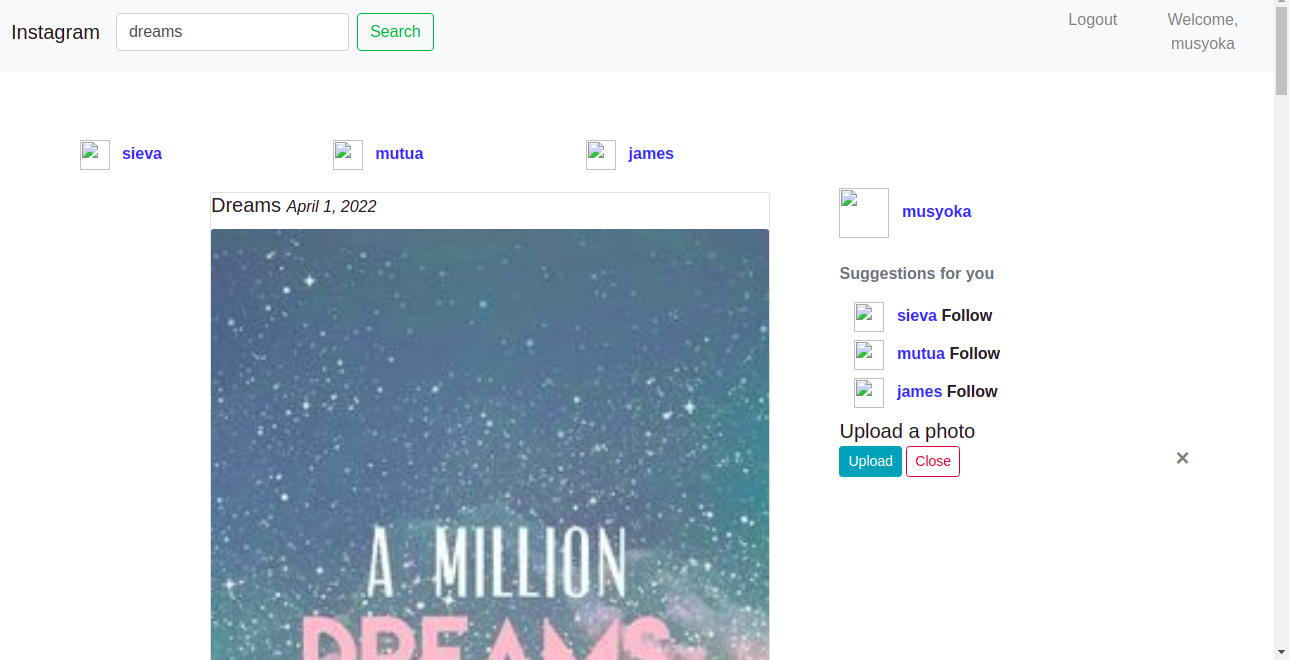 Instagram dreams Search Logout Welcome,
musyoka
sieva mutua james
Dreams April 1, 2022
A MILLION
DREAMS
musyoka
Suggestions for you
sieva Follow
mutua Follow
james Follow
Upload a photo
Upload Close ×